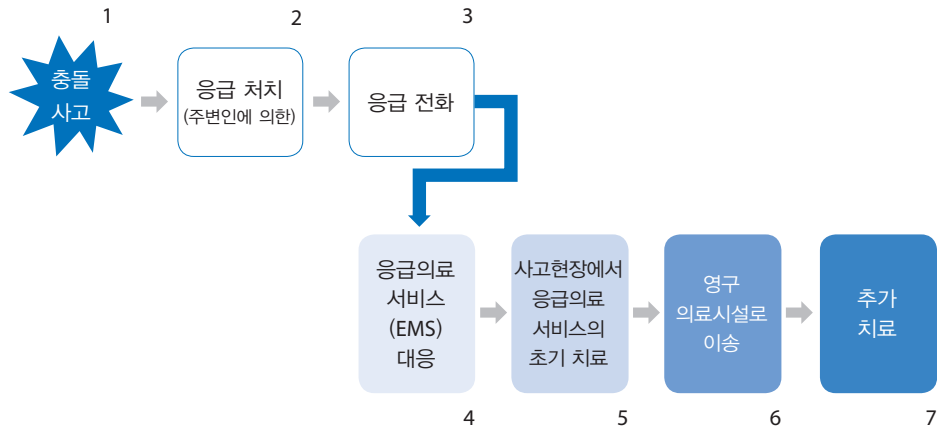 1
2
3
충돌
사고
응급 처치
(주변인에 의한)
응급 전화
응급의료
서비스
(EMS)
대응
사고현장에서
응급의료
서비스의
초기 치료
영구
의료시설로
이송
추가
치료
4
5
6
7